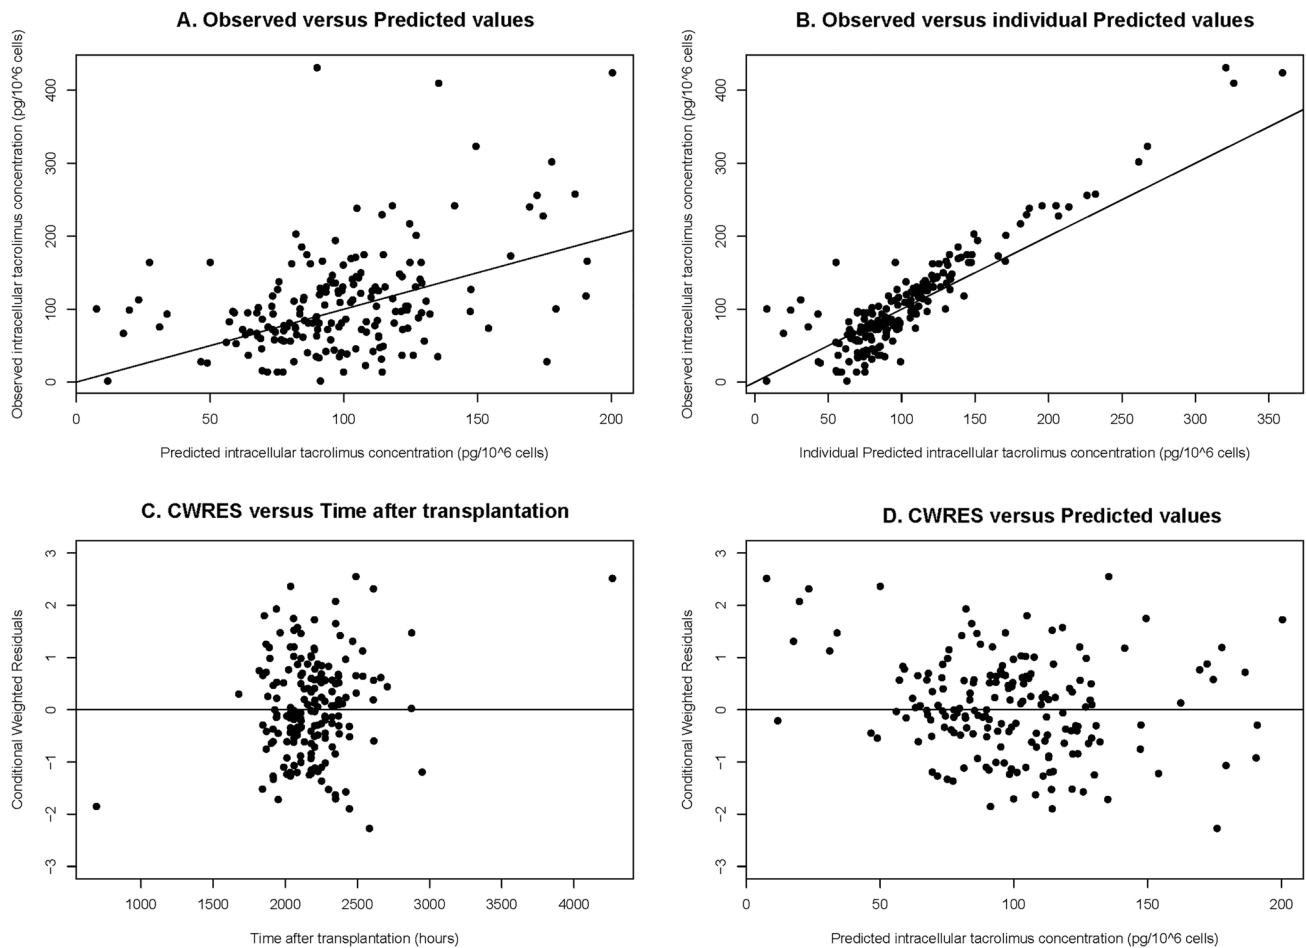 A. Observed versus Predicted values
Observed intracellular tacrolimus concentration (pg/10^6 cells)
400
300
200
100
0
0 50 100 150 200
Predicted intracellular tacrolimus concentration (pg/10^6 cells)
B. Observed versus individual Predicted values
Observed intracellular tacrolimus concentration (pg/10^6 cells)
400
300
200
100
0
0 50 100 150 200 250 300 350
Individual Predicted intracellular tacrolimus concentration (pg/10^6 cells)
C. CWRES versus Time after transplantation
Conditional Weighted Residuals
3
2
1
0
−1
−2
−3
1000 1500 2000 2500 3000 3500 4000
Time after transplantation (hours)
D. CWRES versus Predicted values
Conditional Weighted Residuals
3
2
1
0
−1
−2
−3
0 50 100 150 200
Predicted intracellular tacrolimus concentration (pg/10^6 cells)